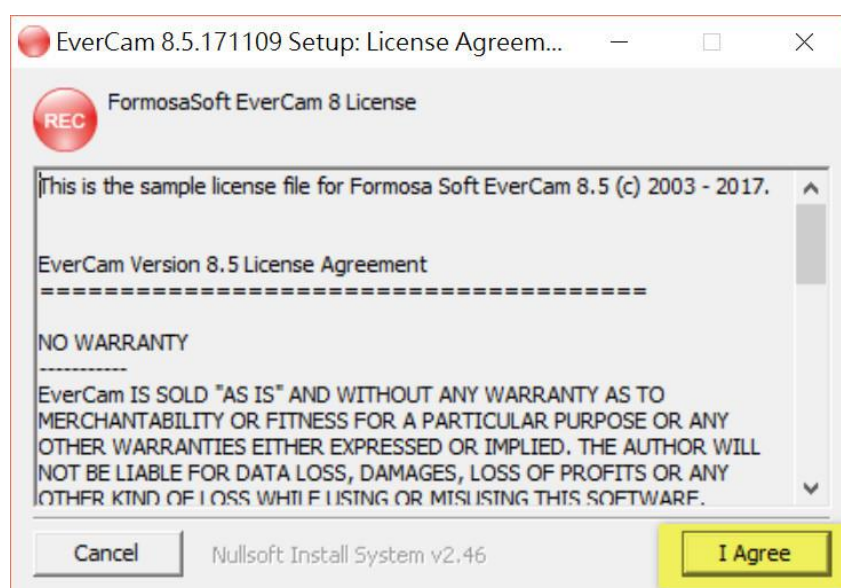 EverCam 8.5.171109 Setup: License Agreem...
REC
FormosaSoft EverCam 8 License
This is the sample license file for Formosa Soft EverCam 8.5 (c) 2003 - 2017.
EverCam Version 8.5 License Agreement
======================================
NO WARRANTY
-----------
EverCam IS SOLD "AS IS" AND WITHOUT ANY WARRANTY AS TO
MERCHANTABILITY OR FITNESS FOR A PARTICULAR PURPOSE OR ANY
OTHER WARRANTIES EITHER EXPRESSED OR IMPLIED. THE AUTHOR WILL
NOT BE LIABLE FOR DATA LOSS, DAMAGES, LOSS OF PROFITS OR ANY
OTHER KIND OF LOSS WHILE USING OR MISUSING THIS SOFTWARE.
Cancel
Nullsoft Install System v2.46
I Agree